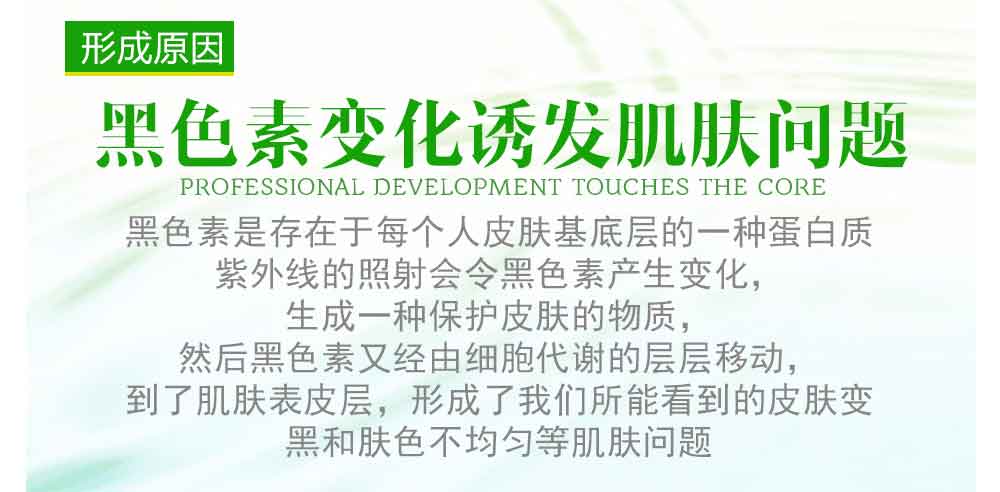 形成原因
黑色素变化诱发肌肤问题
PROFESSIONAL DEVELOPMENT TOUCHES THE CORE
黑色素是存在于每个人皮肤基底层的一种蛋白质
紫外线的照射会令黑色素产生变化，
生成一种保护皮肤的物质，
然后黑色素又经由细胞代谢的层层移动，
到了肌肤表皮层，形成了我们所能看到的皮肤变
黑和肤色不均匀等肌肤问题